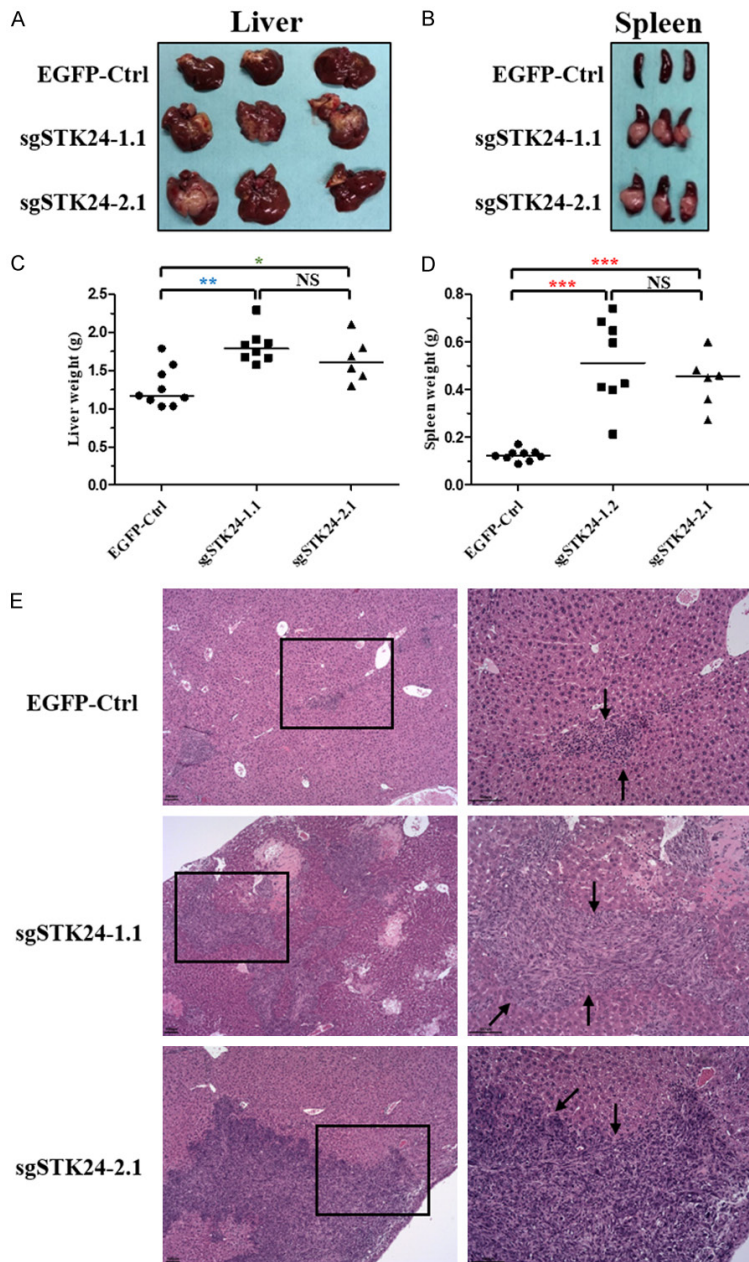 A
Liver
EGFP-Ctrl
sgSTK24-1.1
sgSTK24-2.1
B
Spleen
EGFP-Ctrl
sgSTK24-1.1
sgSTK24-2.1
C
*
**
NS
Liver weight (g)
2.5
2.0
1.5
1.0
0.5
0.0
EGFP-Ctrl
sgSTK24-1.1
sgSTK24-2.1
D
***
***
NS
Spleen weight (g)
0.8
0.6
0.4
0.2
0.0
EGFP-Ctrl
sgSTK24-1.2
sgSTK24-2.1
E
EGFP-Ctrl
sgSTK24-1.1
sgSTK24-2.1